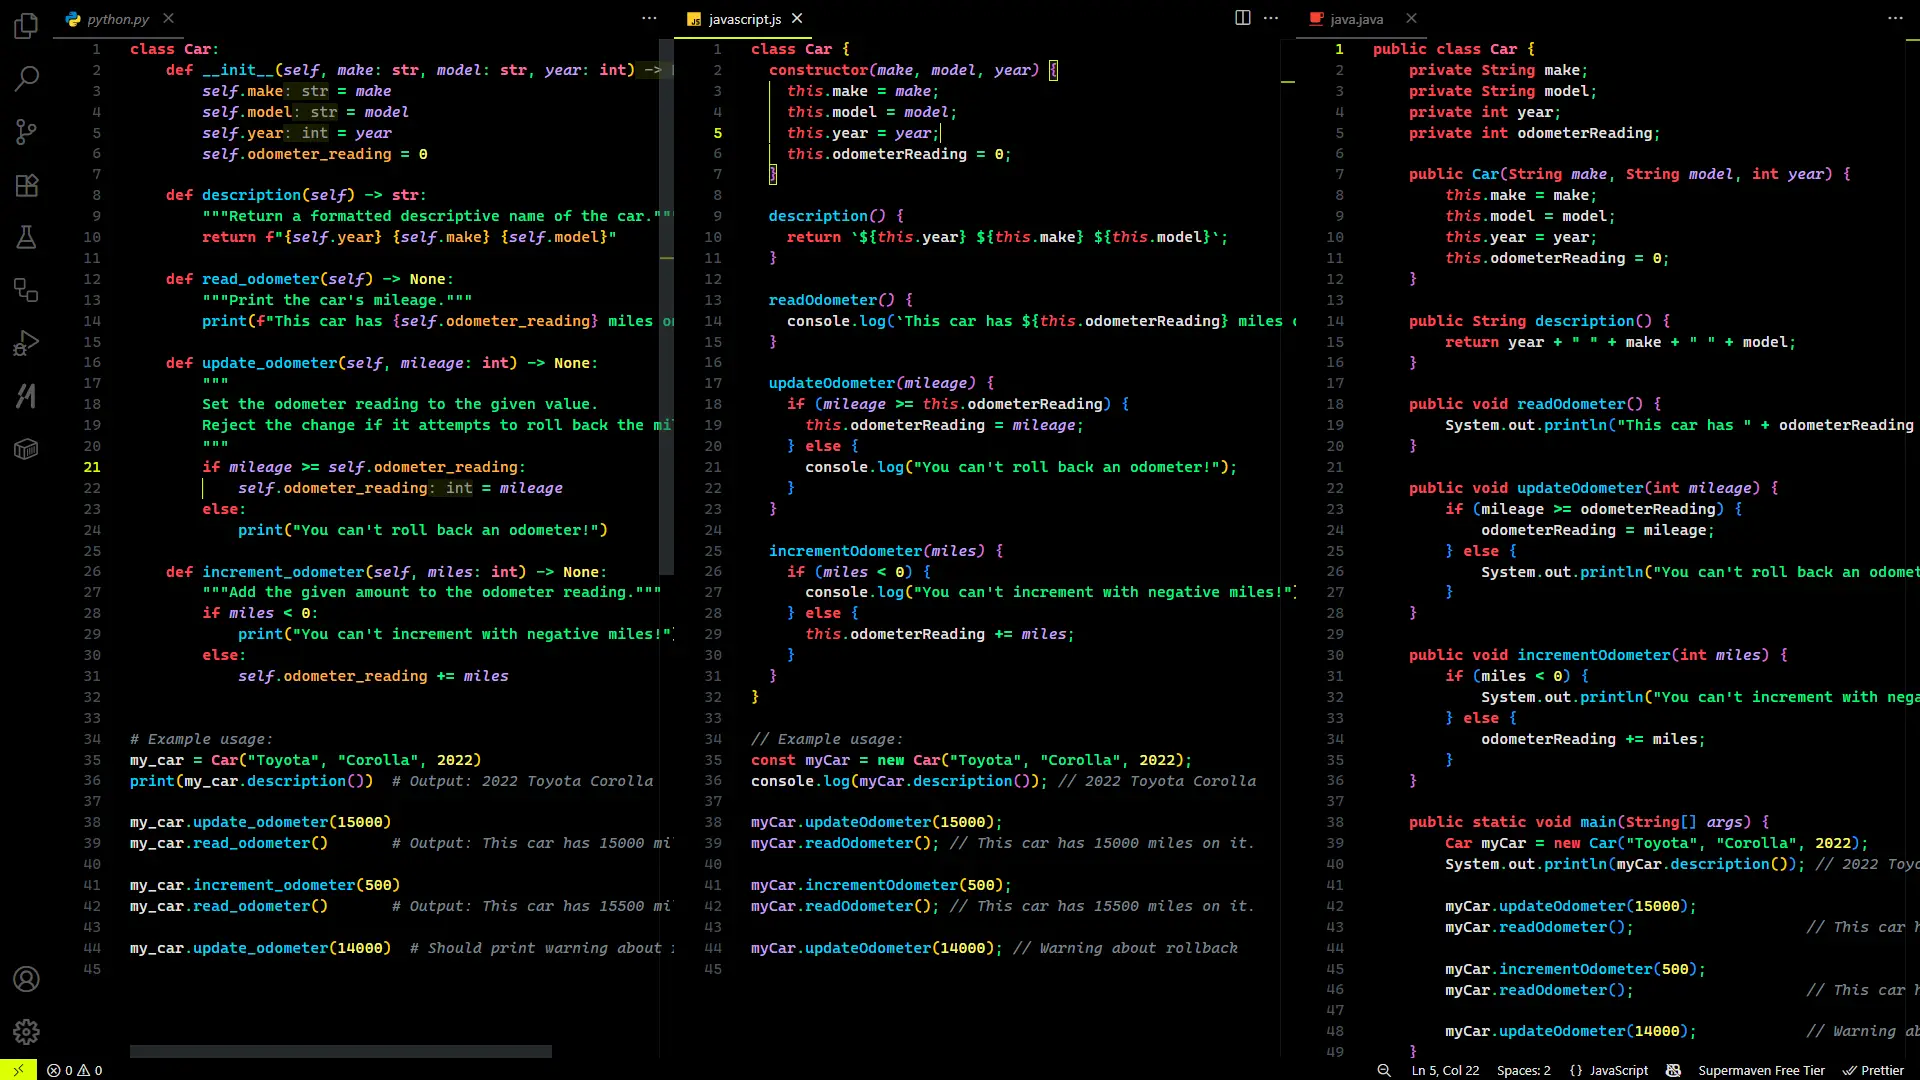 python.py
1 class Car:
2 def __init__(self, make: str, model: str, year: int) ->
3 self.make: str = make
4 self.model: str = model
5 self.year: int = year
6 self.odometer_reading = 0
7
8 def description(self) -> str:
9 """Return a formatted descriptive name of the car."""
10 return f"{self.year} {self.make} {self.model}"
11
12 def read_odometer(self) -> None:
13 """Print the car's mileage."""
14 print(f"This car has {self.odometer_reading} miles
15
16 def update_odometer(self, mileage: int) -> None:
17 """
18 Set the odometer reading to the given value.
19 Reject the change if it attempts to roll back the
20 """
21 if mileage >= self.odometer_reading:
22 self.odometer_reading: int = mileage
23 else:
24 print("You can't roll back an odometer!")
25
26 def increment_odometer(self, miles: int) -> None:
27 """Add the given amount to the odometer reading."""
28 if miles < 0:
29 print("You can't increment with negative miles!"
30 else:
31 self.odometer_reading += miles
32
33
34 # Example usage:
35 my_car = Car("Toyota", "Corolla", 2022)
36 print(my_car.description()) # Output: 2022 Toyota Corolla
37
38 my_car.update_odometer(15000)
39 my_car.read_odometer() # Output: This car has 15000
40
41 my_car.increment_odometer(500)
42 my_car.read_odometer() # Output: This car has 15500
43
44 my_car.update_odometer(14000) # Should print warning about
45
javascript.js
1 class Car {
2 constructor(make, model, year) {
3 this.make = make;
4 this.model = model;
5 this.year = year;
6 this.odometerReading = 0;
7 }
8
9 description() {
10 return `${this.year} ${this.make} ${this.model}`;
11 }
12
13 readOdometer() {
14 console.log(`This car has ${this.odometerReading} miles
15 }
16
17 updateOdometer(mileage) {
18 if (mileage >= this.odometerReading) {
19 this.odometerReading = mileage;
20 } else {
21 console.log("You can't roll back an odometer!");
22 }
23 }
24
25 incrementOdometer(miles) {
26 if (miles < 0) {
27 console.log("You can't increment with negative miles!"
28 } else {
29 this.odometerReading += miles;
30 }
31 }
32 }
33
34 // Example usage:
35 const myCar = new Car("Toyota", "Corolla", 2022);
36 console.log(myCar.description()); // 2022 Toyota Corolla
37
38 myCar.updateOdometer(15000);
39 myCar.readOdometer(); // This car has 15000 miles on it.
40
41 myCar.incrementOdometer(500);
42 myCar.readOdometer(); // This car has 15500 miles on it.
43
44 myCar.updateOdometer(14000); // Warning about rollback
45
java.java
1 public class Car {
2 private String make;
3 private String model;
4 private int year;
5 private int odometerReading;
6
7 public Car(String make, String model, int year) {
8 this.make = make;
9 this.model = model;
10 this.year = year;
11 this.odometerReading = 0;
12 }
13
14 public String description() {
15 return year + " " + make + " " + model;
16 }
17
18 public void readOdometer() {
19 System.out.println("This car has " + odometerReading
20 }
21
22 public void updateOdometer(int mileage) {
23 if (mileage >= odometerReading) {
24 odometerReading = mileage;
25 } else {
26 System.out.println("You can't roll back an
27 }
28 }
29
30 public void incrementOdometer(int miles) {
31 if (miles < 0) {
32 System.out.println("You can't increment with
33 } else {
34 odometerReading += miles;
35 }
36 }
37
38 public static void main(String[] args) {
39 Car myCar = new Car("Toyota", "Corolla", 2022);
40 System.out.println(myCar.description()); // 2022
41
42 myCar.updateOdometer(15000);
43 myCar.readOdometer(); // This car
44
45 myCar.incrementOdometer(500);
46 myCar.readOdometer(); // This car
47
48 myCar.updateOdometer(14000); // Warning
49 }
0 0
Ln 5, Col 22 Spaces: 2 {} JavaScript Supermaven Free Tier Prettier